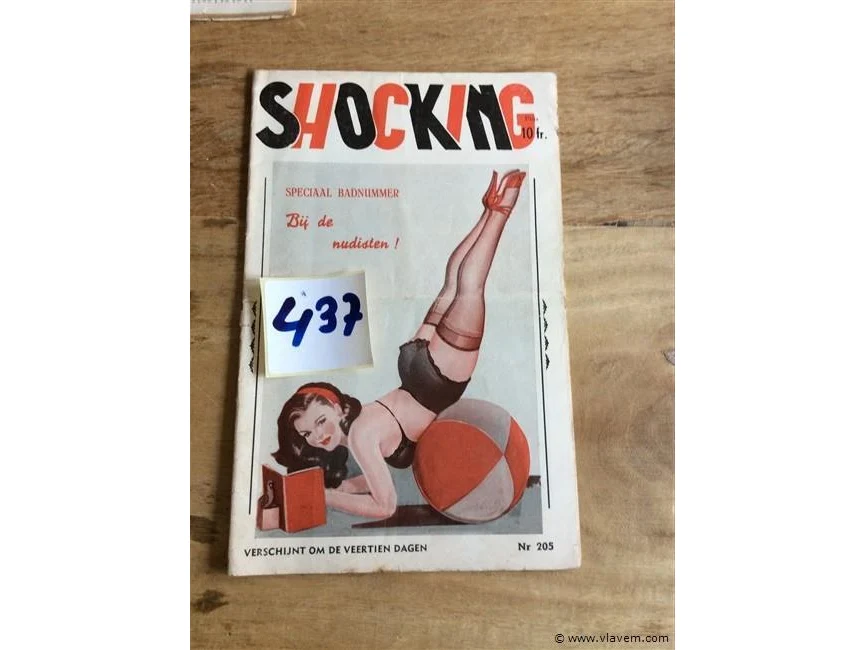 SHOCKING
10 fr.
SPECIAAL BADNUMMER
Bij de
nudisten !
437
VERSCHIJNT OM DE VEERTIEN DAGEN
Nr 205
© www.vlavem.com